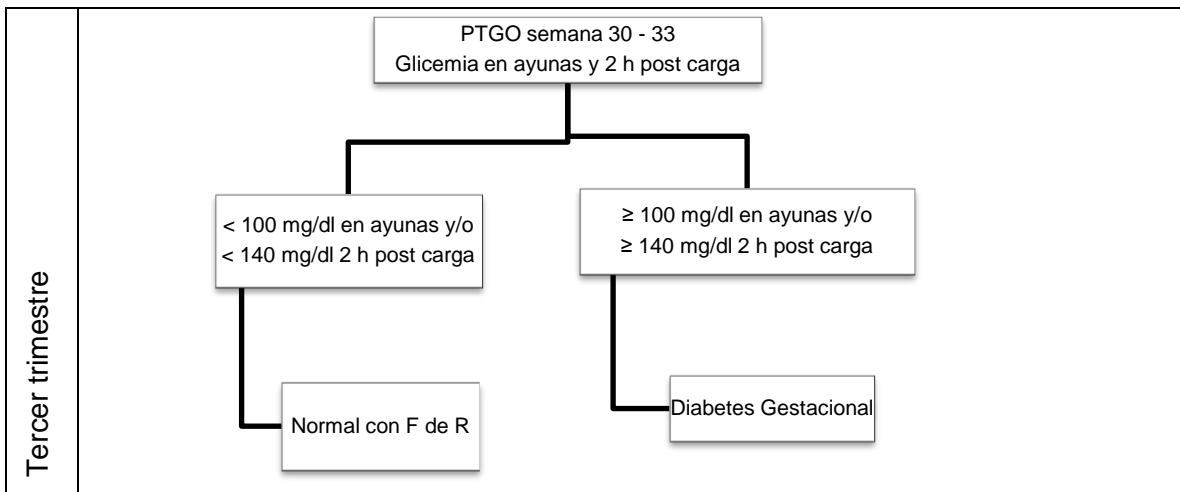 PTGO semana 30 - 33
Glicemia en ayunas y 2 h post carga
< 100 mg/dl en ayunas y/o
< 140 mg/dl 2 h post carga
≥ 100 mg/dl en ayunas y/o
≥ 140 mg/dl 2 h post carga
Normal con F de R
Diabetes Gestacional
Tercer trimestre